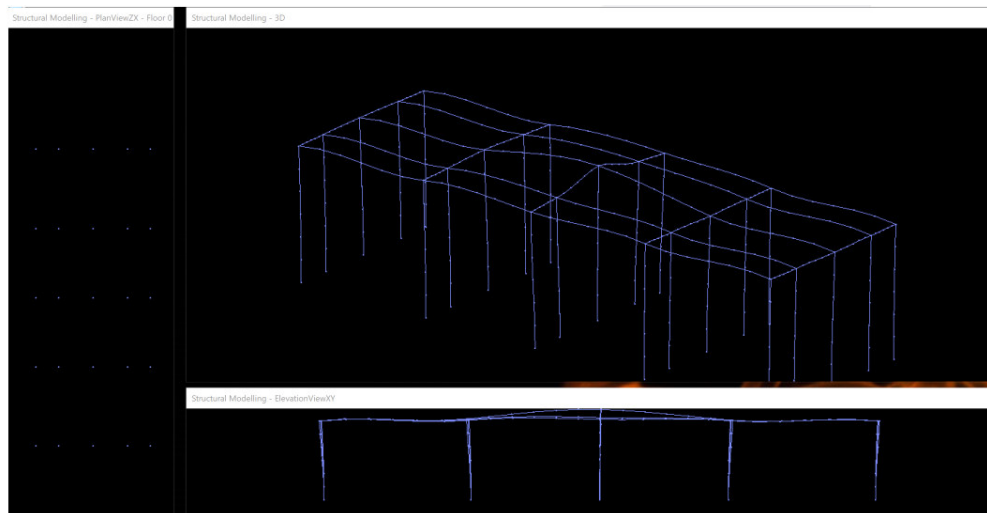 Structural Modelling - PlanViewZX - Floor 0
Structural Modelling - 3D
Structural Modelling - ElevationViewXY